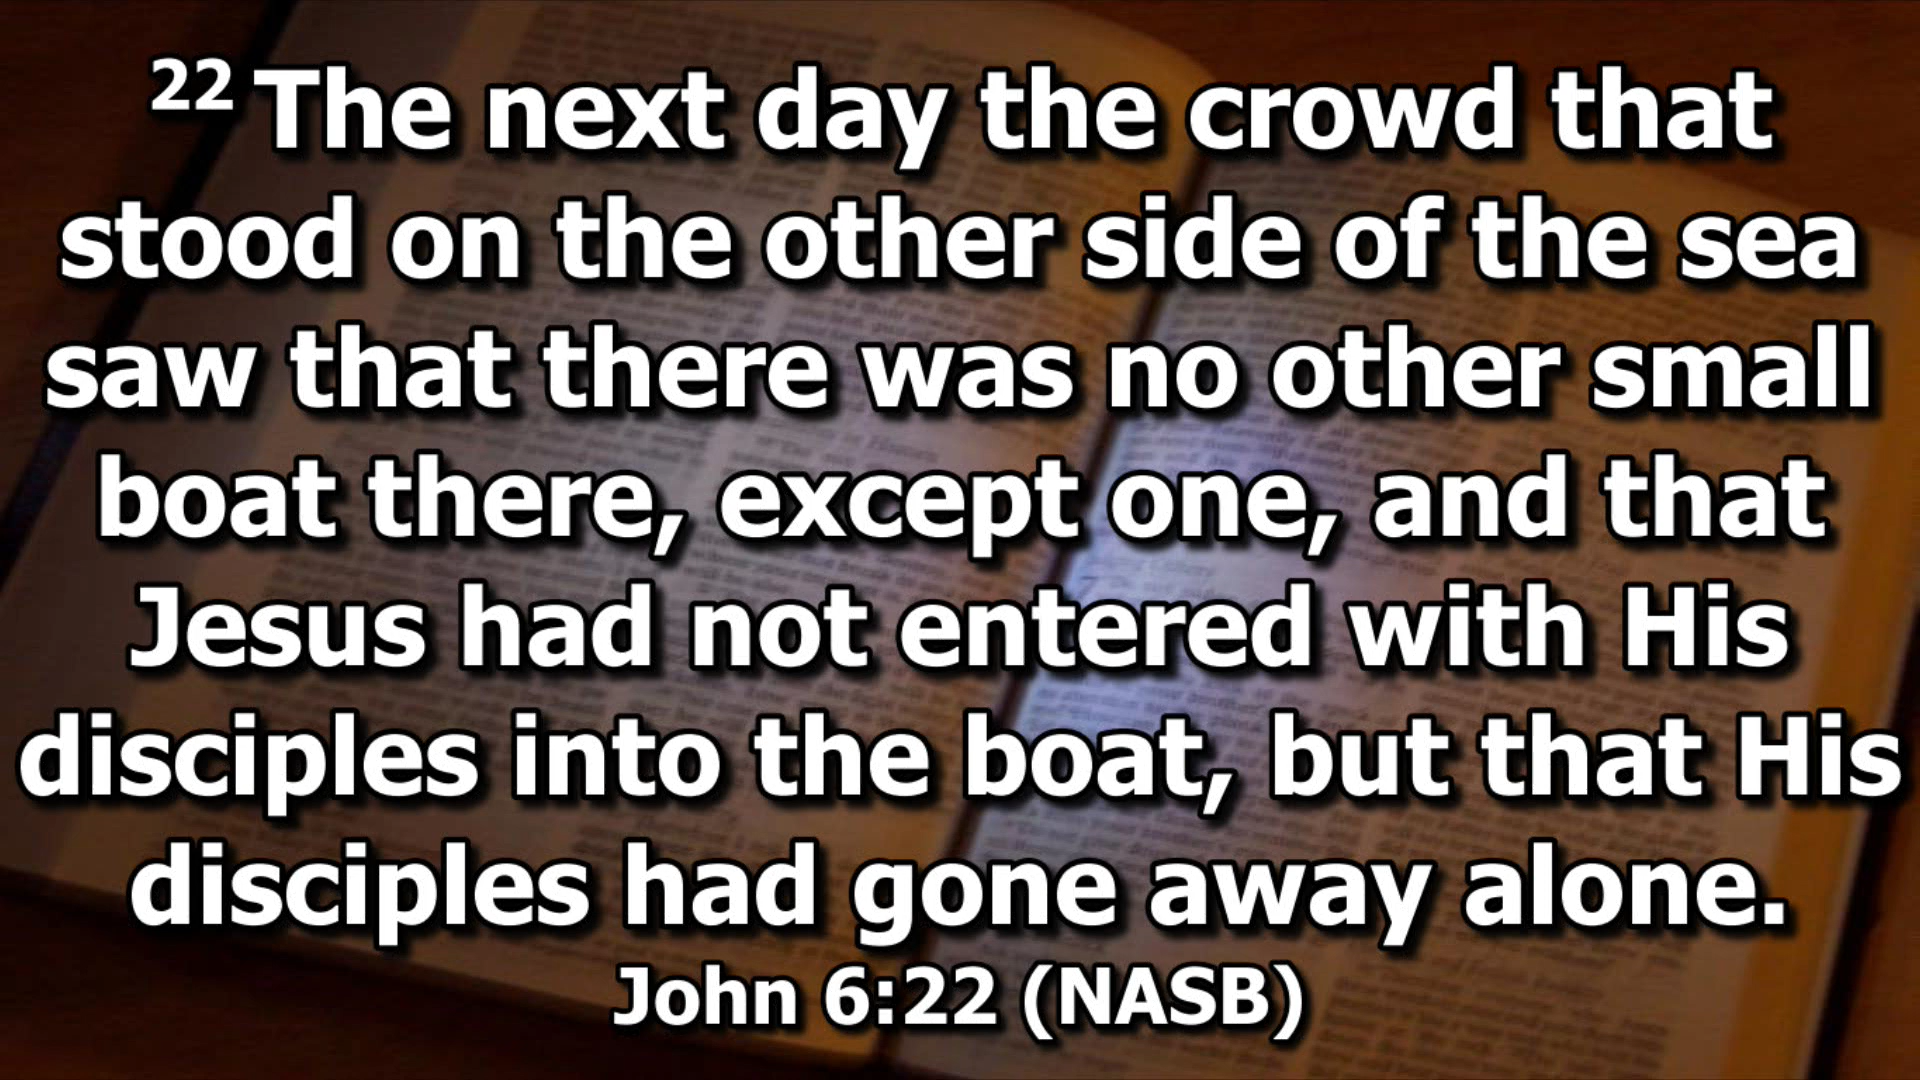 22 The next day the crowd that
stood on the other side of the sea
saw that there was no other small
boat there, except one, and that
Jesus had not entered with His
disciples into the boat, but that His
disciples had gone away alone.
John 6:22 (NASB)